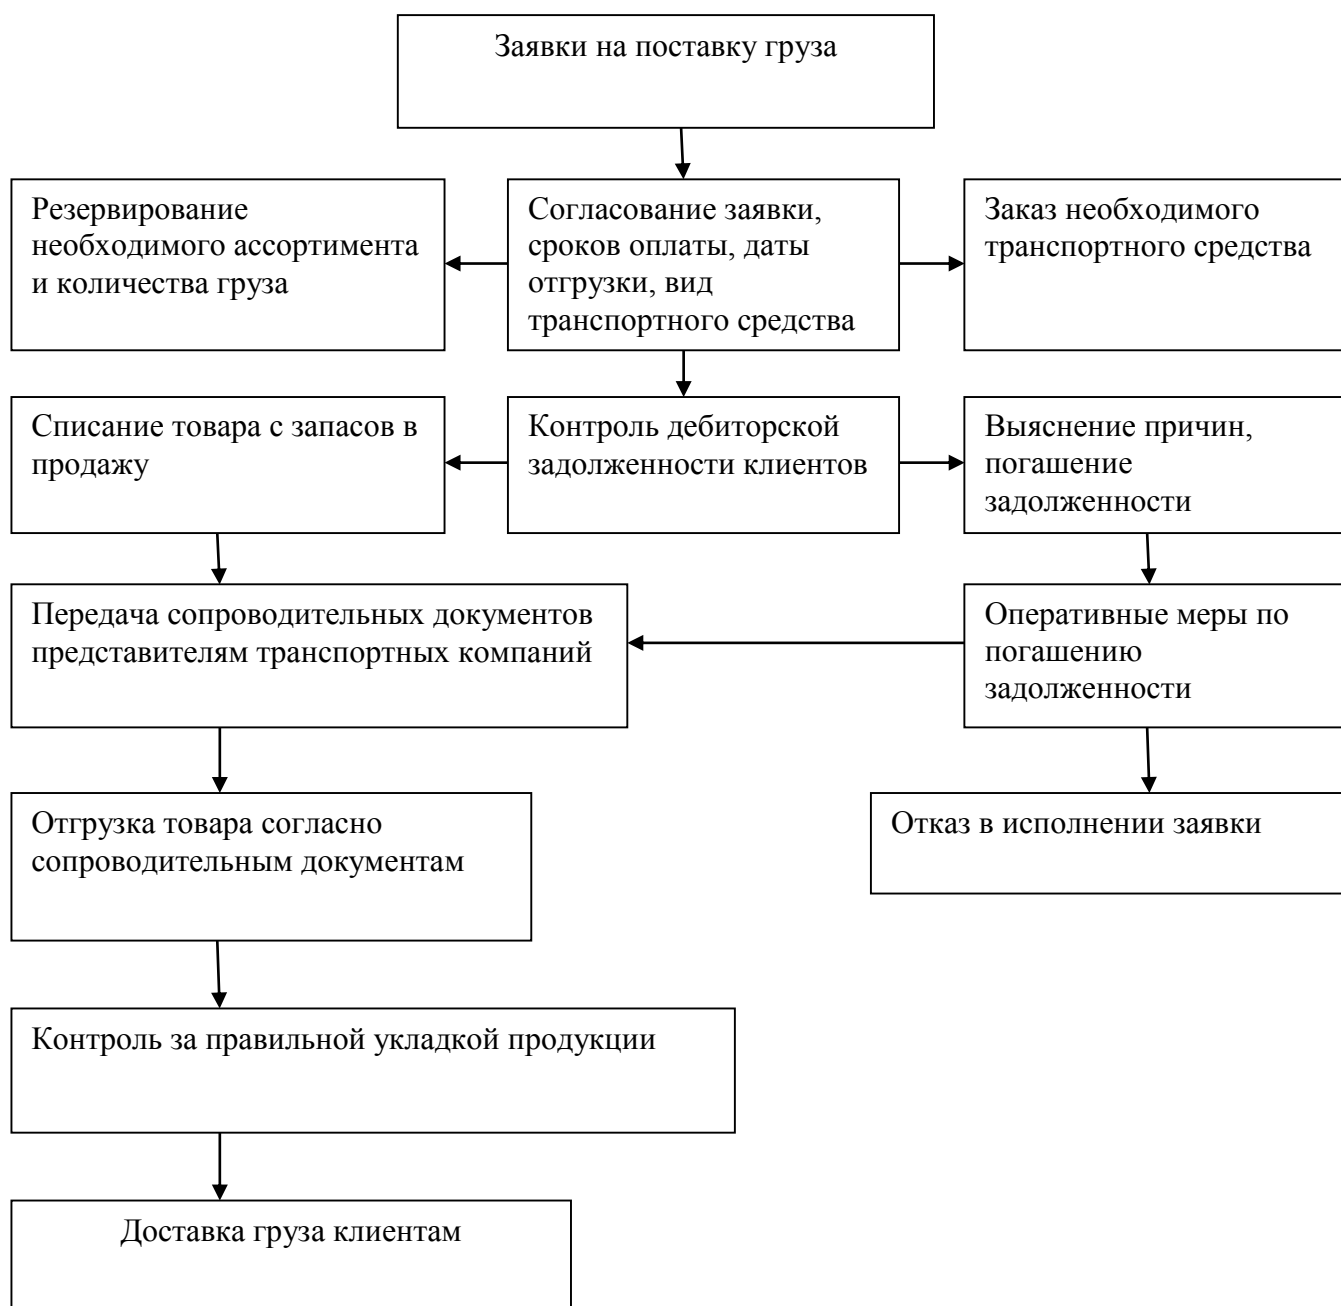 Заявки на поставку груза
Резервирование
необходимого ассортимента
и количества груза
Согласование заявки,
сроков оплаты, даты
отгрузки, вид
транспортного средства
Заказ необходимого
транспортного средства
Списание товара с запасов в
продажу
Контроль дебиторской
задолженности клиентов
Выяснение причин,
погашение
задолженности
Передача сопроводительных документов
представителям транспортных компаний
Оперативные меры по
погашению
задолженности
Отгрузка товара согласно
сопроводительным документам
Отказ в исполнении заявки
Контроль за правильной укладкой продукции
Доставка груза клиентам